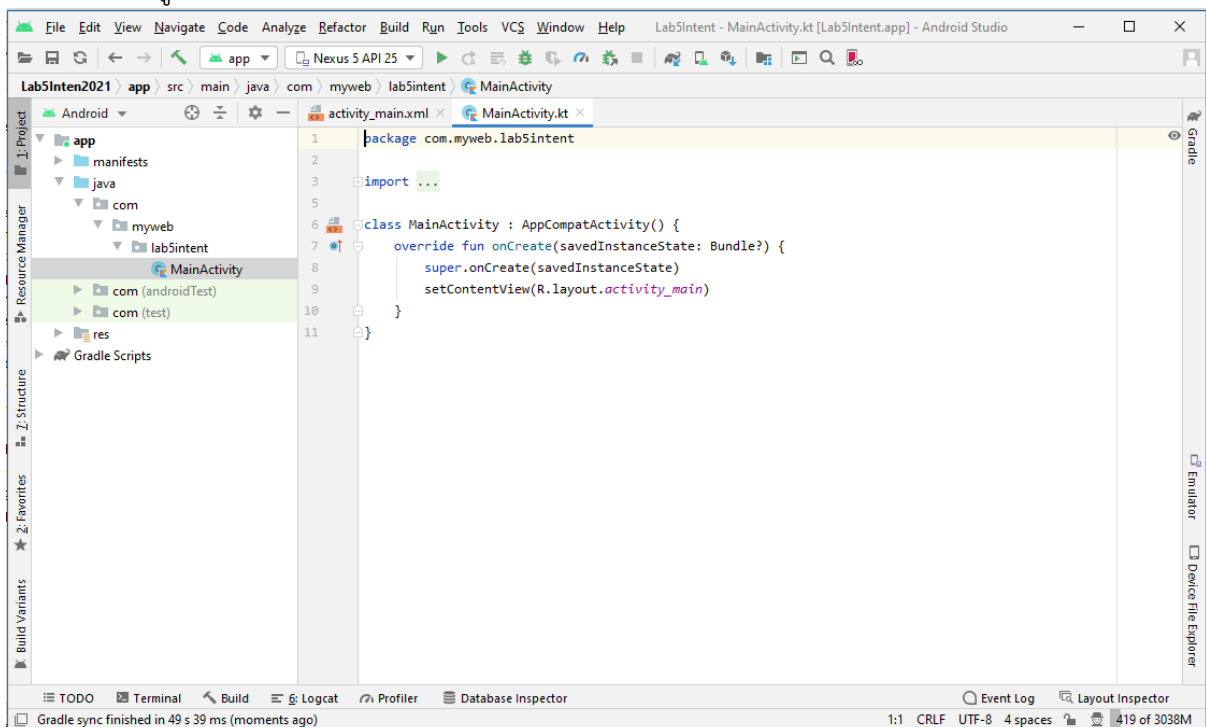 File Edit View Navigate Code Analyze Refactor Build Run Tools VCS Window Help Lab5Intent - MainActivity.kt [Lab5Intent.app] - Android Studio
app Nexus 5 API 25
Lab5Inten2021 app src main java com myweb lab5intent MainActivity
Android activity_main.xml MainActivity.kt
1: Project
Resource Manager
7: Structure
2: Favorites
Build Variants
app
manifests
java
com
myweb
lab5intent
MainActivity
com (androidTest)
com (test)
res
Gradle Scripts
1 package com.myweb.lab5intent
2
3 import ...
5
6 class MainActivity : AppCompatActivity() {
7 override fun onCreate(savedInstanceState: Bundle?) {
8 super.onCreate(savedInstanceState)
9 setContentView(R.layout.activity_main)
10 }
11 }
Gradle
Emulator
Device File Explorer
TODO Terminal Build 6: Logcat Profiler Database Inspector Event Log Layout Inspector
Gradle sync finished in 49 s 39 ms (moments ago) 1:1 CRLF UTF-8 4 spaces 419 of 3038M